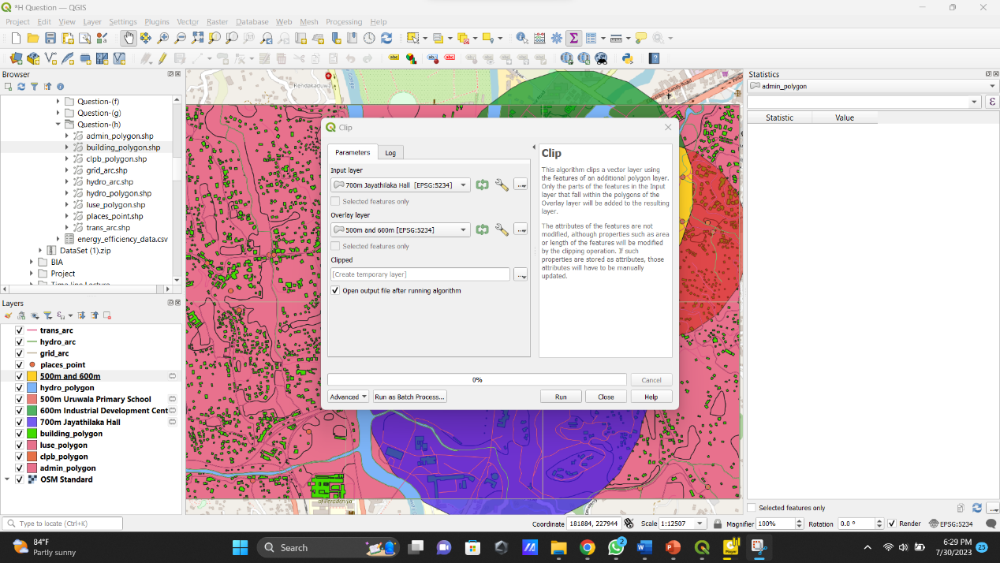 *H Question — QGIS
Project Edit View Layer Settings Plugins Vector Raster Database Web Mesh Processing Help
Browser
Question-(f)
Question-(g)
Question-(h)
admin_polygon.shp
building_polygon.shp
clpb_polygon.shp
grid_arc.shp
hydro_arc.shp
hydro_polygon.shp
luse_polygon.shp
places_point.shp
trans_arc.shp
energy_efficiency_data.csv
DataSet (1).zip
BIA
Project
Time line Lecture
Layers
trans_arc
hydro_arc
grid_arc
places_point
500m and 600m
hydro_polygon
500m Uruwala Primary School
600m Industrial Development Cent
700m Jayathilaka Hall
building_polygon
luse_polygon
clpb_polygon
admin_polygon
OSM Standard
Clip
Parameters Log
Input layer
700m Jayathilaka Hall [EPSG:5234]
Selected features only
Overlay layer
500m and 600m [EPSG:5234]
Selected features only
Clipped
[Create temporary layer]
Open output file after running algorithm
Clip
This algorithm clips a vector layer using
the features of an additional polygon layer.
Only the parts of the features in the Input
layer that fall within the polygons of the
Overlay layer will be added to the resulting
layer.
The attributes of the features are not
modified, although properties such as area
or length of the features will be modified
by the clipping operation. If such
properties are stored as attributes, those
attributes will have to be manually
updated.
0%
Cancel
Advanced Run as Batch Process... Run Close Help
Statistics
admin_polygon
Statistic Value
Selected features only
Type to locate (Ctrl+K)
Coordinate 181884, 227944 Scale 1:12507 Magnifier 100% Rotation 0.0 ° Render EPSG:5234
84°F
Partly sunny
Search
2
6:29 PM
7/30/2023
25